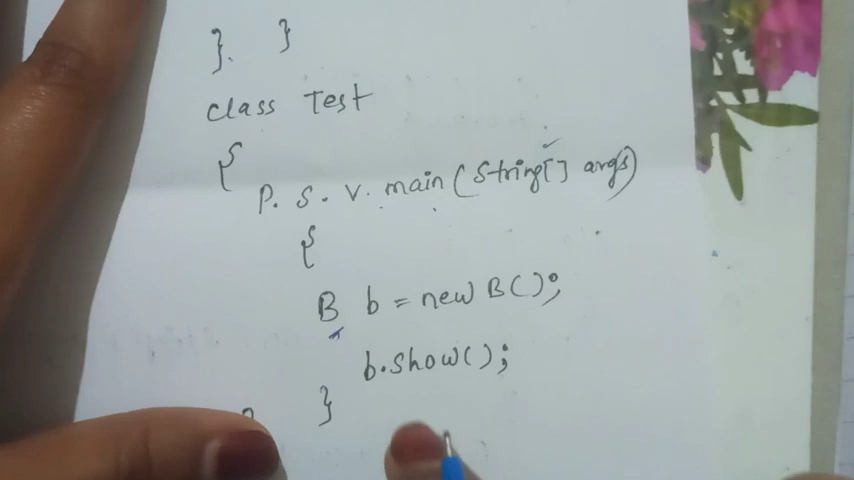 }. }
class Test
{
P. S. V. main (String[] args)
{
B b = new B();
b.show();
}
}